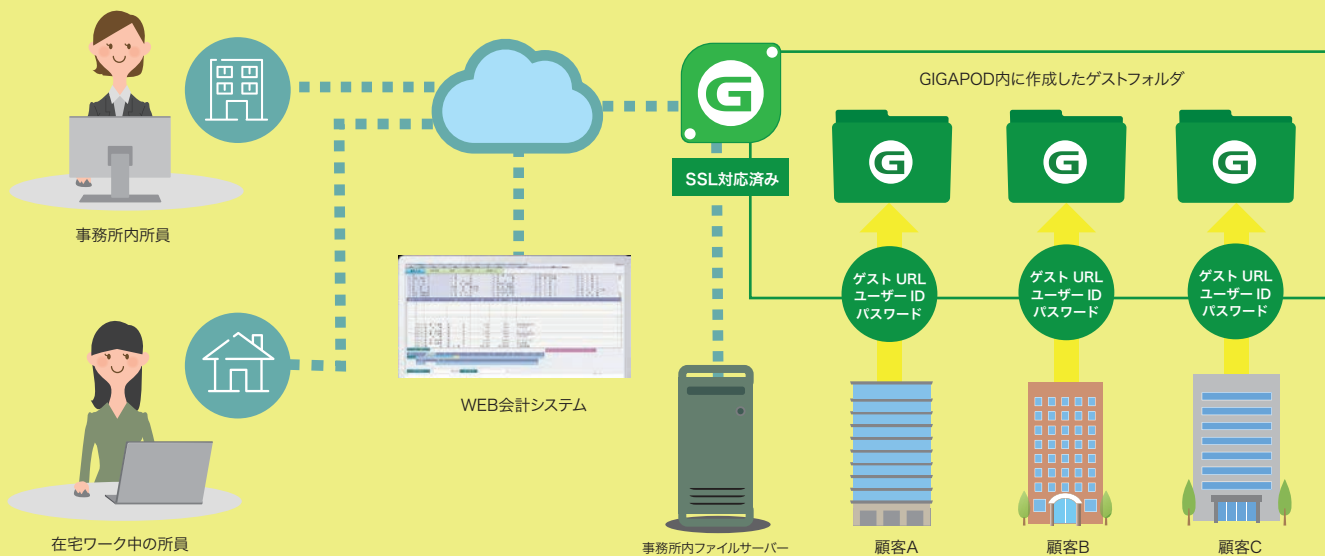 GIGAPOD内に作成したゲストフォルダ
G
G
G
G
SSL対応済み
事務所内所員
ゲスト URL
ユーザー ID
パスワード
ゲスト URL
ユーザー ID
パスワード
ゲスト URL
ユーザー ID
パスワード
WEB会計システム
在宅ワーク中の所員
事務所内ファイルサーバー
顧客A
顧客B
顧客C